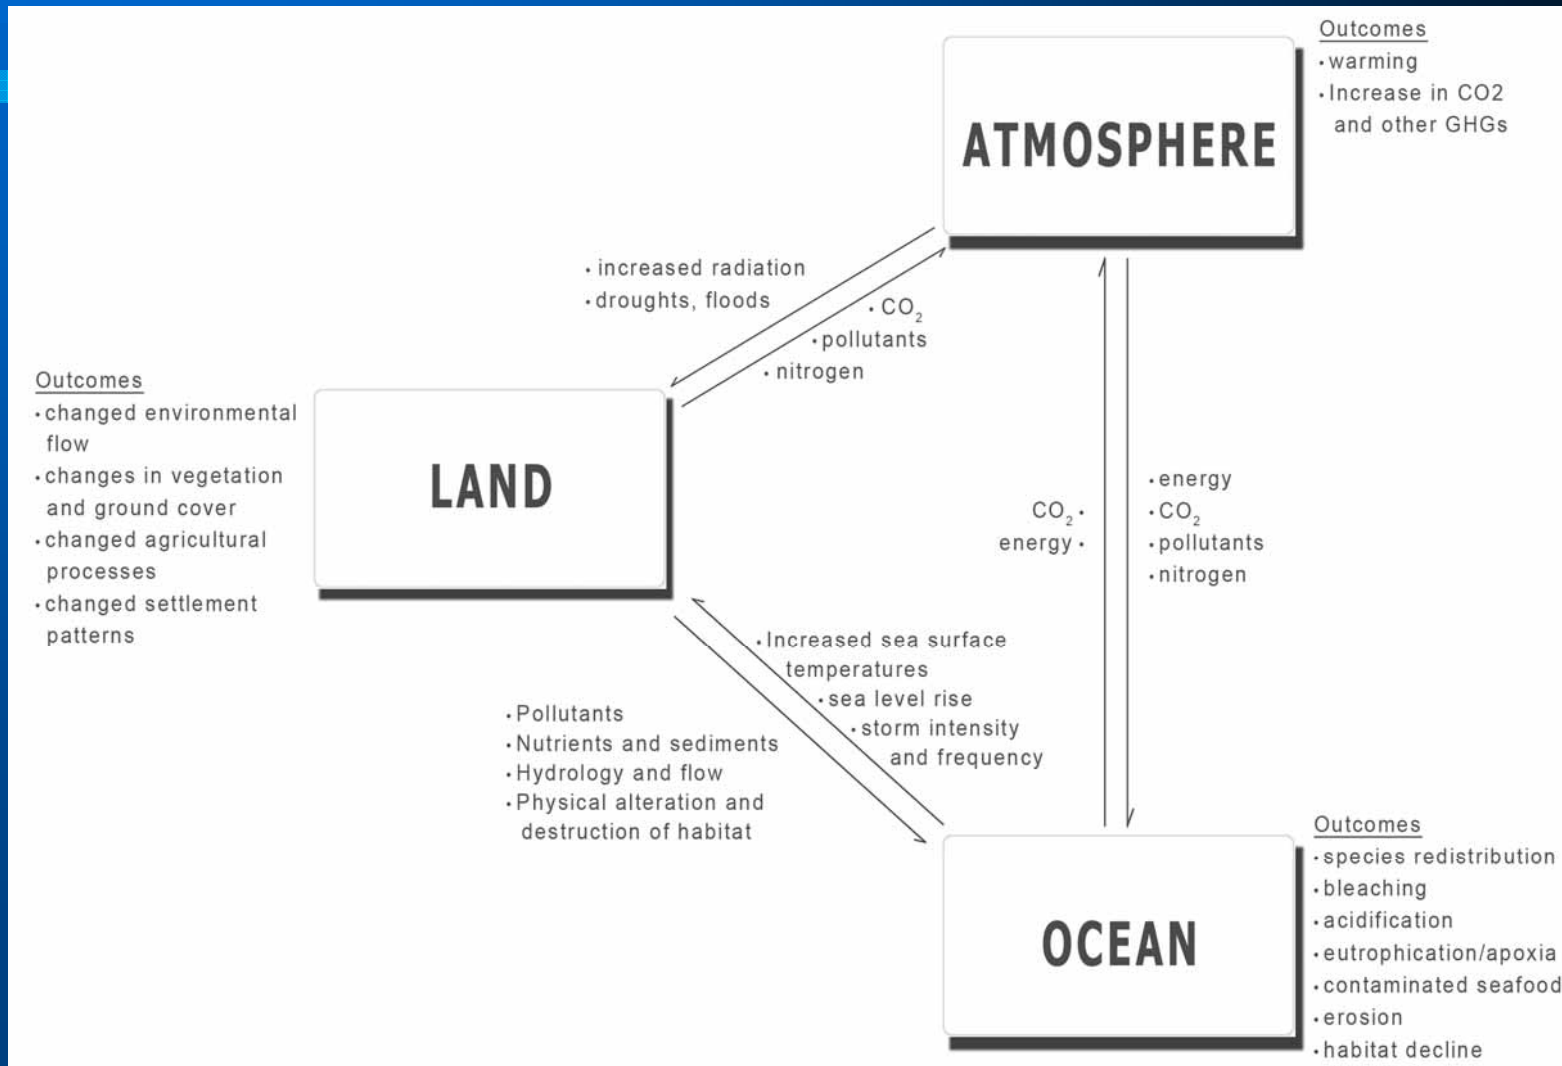 Outcomes
• warming
• Increase in CO2
and other GHGs
ATMOSPHERE
• increased radiation
• droughts, floods
• CO₂
• pollutants
• nitrogen
Outcomes
• changed environmental
flow
• changes in vegetation
and ground cover
• changed agricultural
processes
• changed settlement
patterns
LAND
CO₂ •
energy •
• energy
• CO₂
• pollutants
• nitrogen
• Increased sea surface
temperatures
• sea level rise
• storm intensity
and frequency
• Pollutants
• Nutrients and sediments
• Hydrology and flow
• Physical alteration and
destruction of habitat
OCEAN
Outcomes
• species redistribution
• bleaching
• acidification
• eutrophication/apoxia
• contaminated seafood
• erosion
• habitat decline